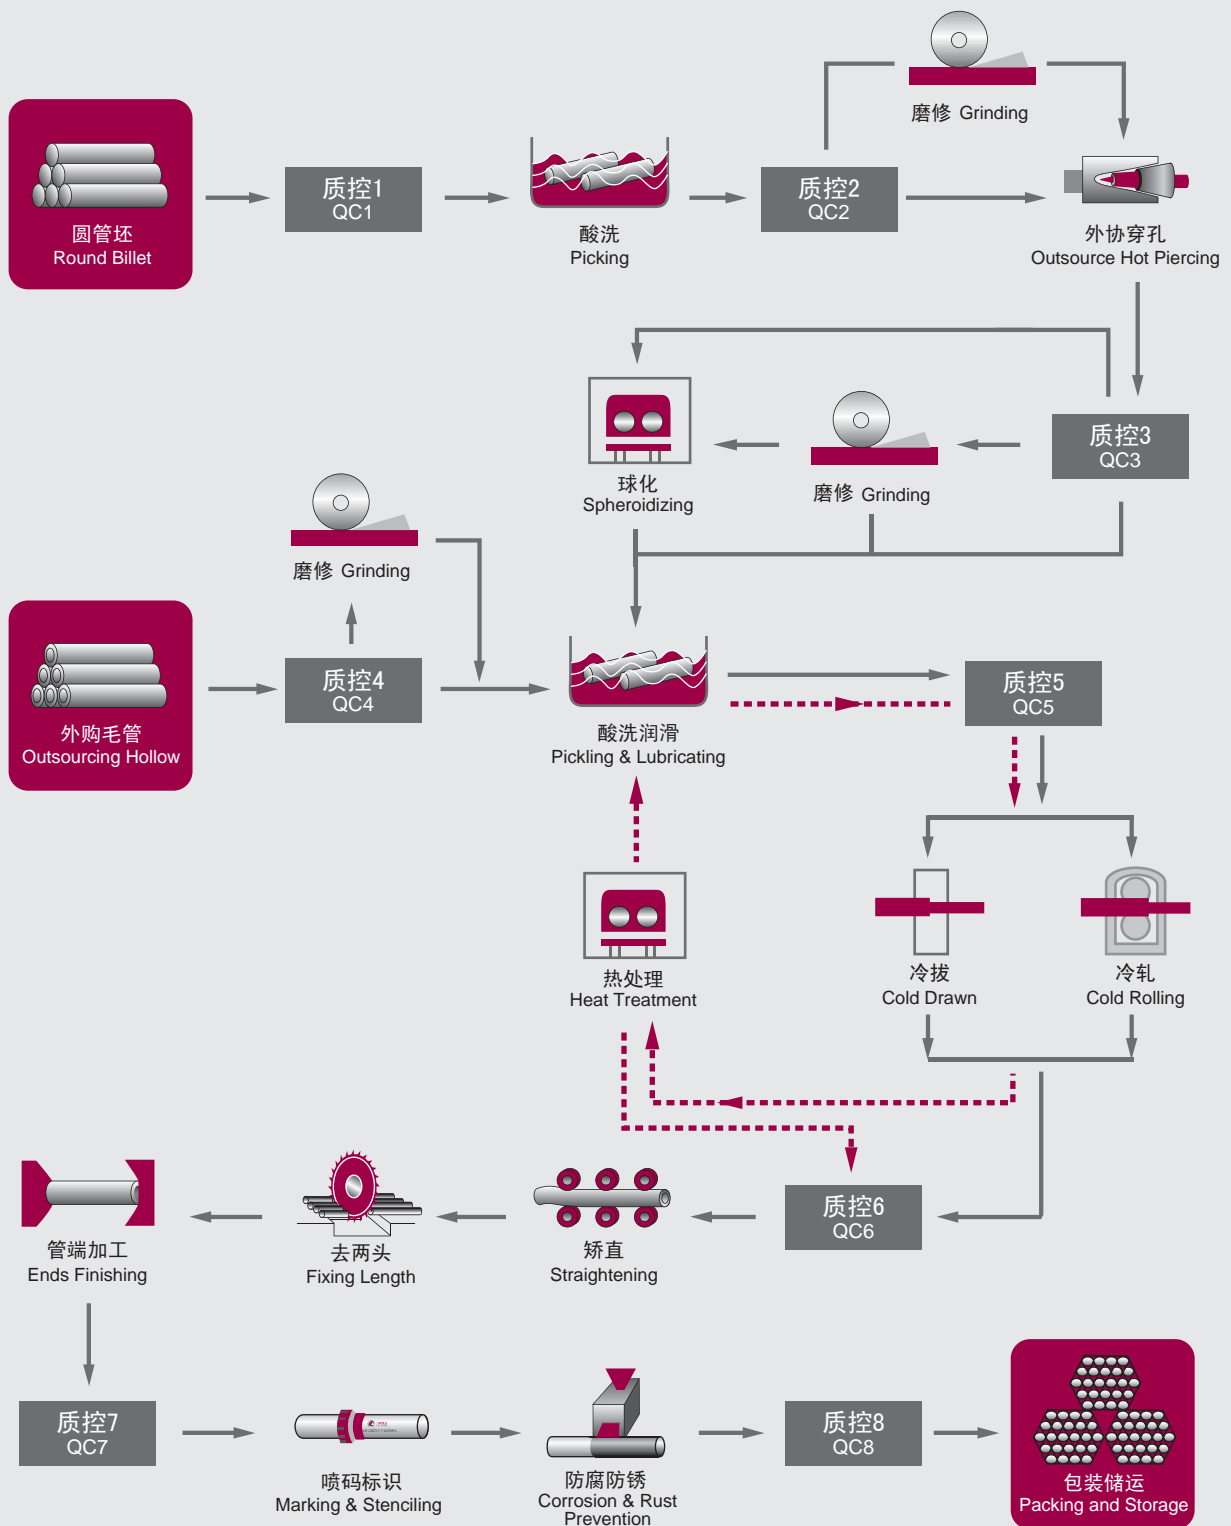 磨修 Grinding
圆管坯
Round Billet
质控1
QC1
酸洗
Picking
质控2
QC2
外协穿孔
Outsource Hot Piercing
质控3
QC3
磨修 Grinding
球化
Spheroidizing
磨修 Grinding
外购毛管
Outsourcing Hollow
质控4
QC4
酸洗润滑
Pickling & Lubricating
质控5
QC5
热处理
Heat Treatment
冷拔
Cold Drawn
冷轧
Cold Rolling
管端加工
Ends Finishing
去两头
Fixing Length
矫直
Straightening
质控6
QC6
质控7
QC7
喷码标识
Marking & Stenciling
防腐防锈
Corrosion & Rust
Prevention
质控8
QC8
包装储运
Packing and Storage